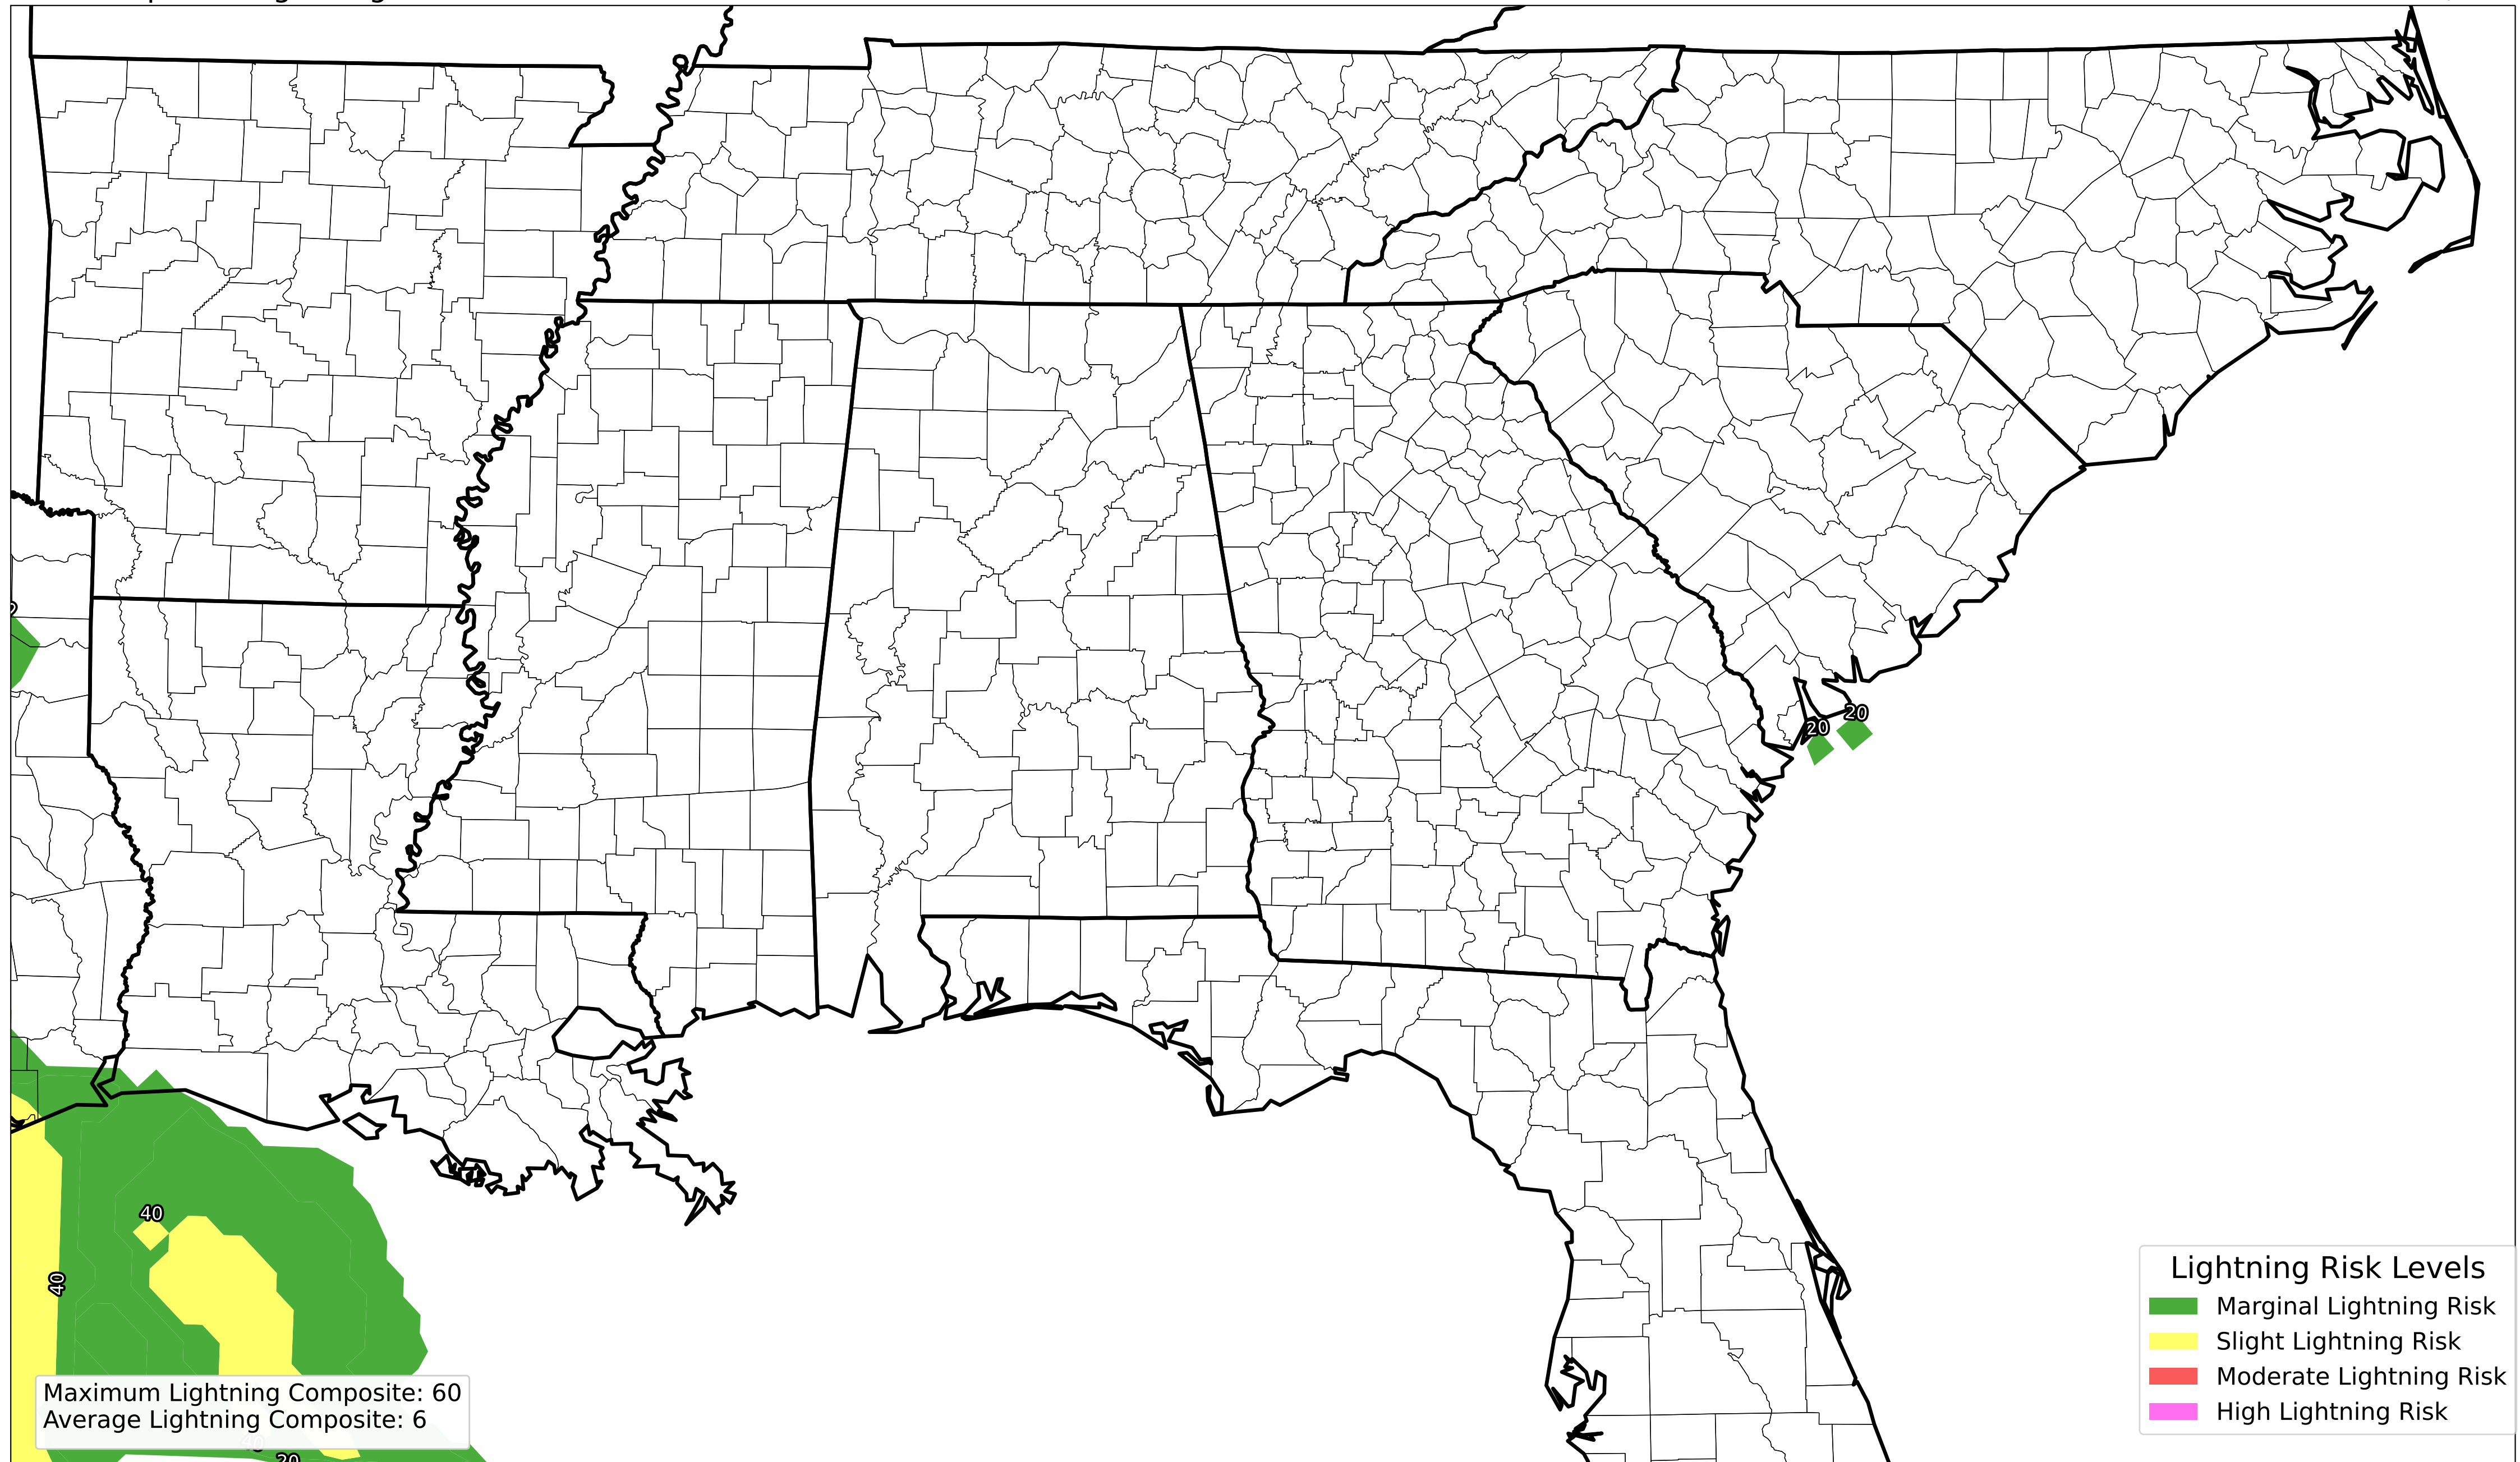 20
20
40
40
Lightning Risk Levels
Marginal Lightning Risk
Slight Lightning Risk
Moderate Lightning Risk
High Lightning Risk
Maximum Lightning Composite: 60
Average Lightning Composite: 6
20